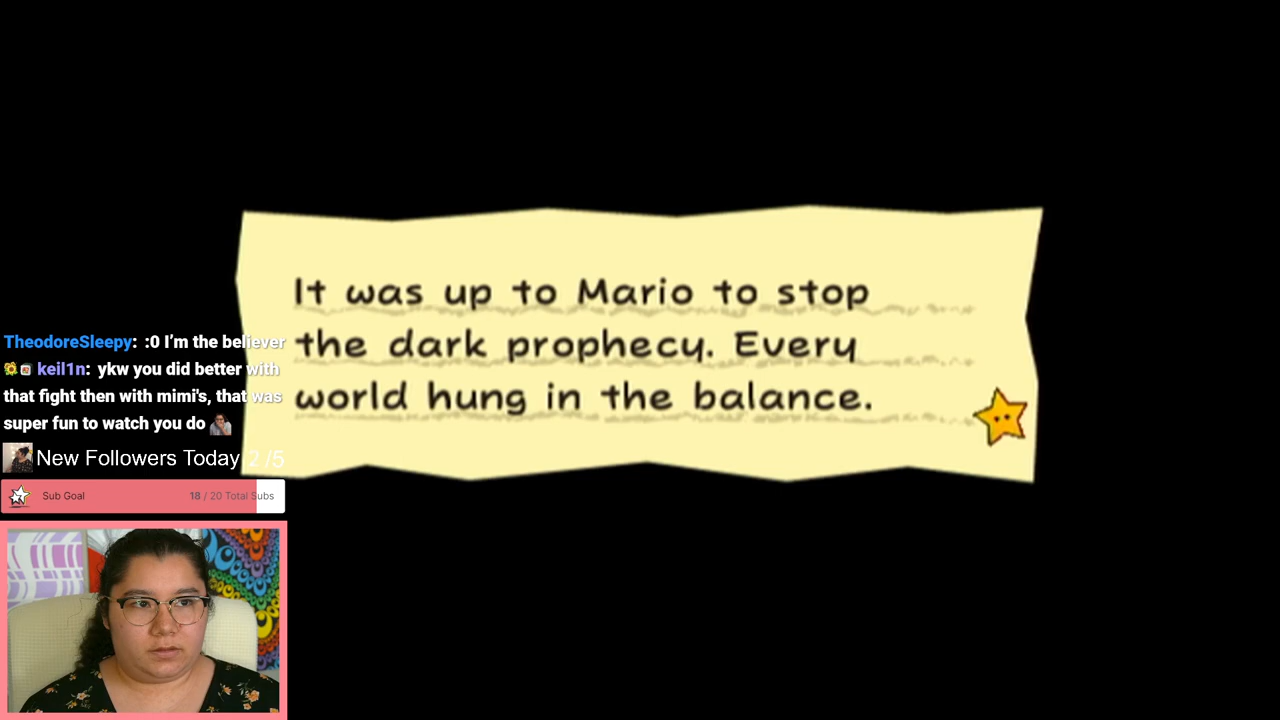 It was up to Mario to stop
the dark prophecy. Every
world hung in the balance.
TheodoreSleepy: :0 I'm the believer
keil1n: ykw you did better with
that fight then with mimi's, that was
super fun to watch you do
New Followers Today 2/5
Sub Goal 18 / 20 Total Subs